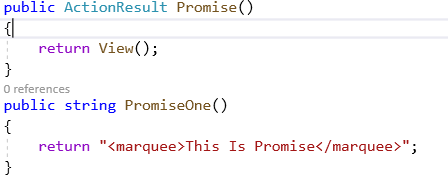 public ActionResult Promise()
{
return View();
}
0 references
public string PromiseOne()
{
return "<marquee>This Is Promise</marquee>";
}